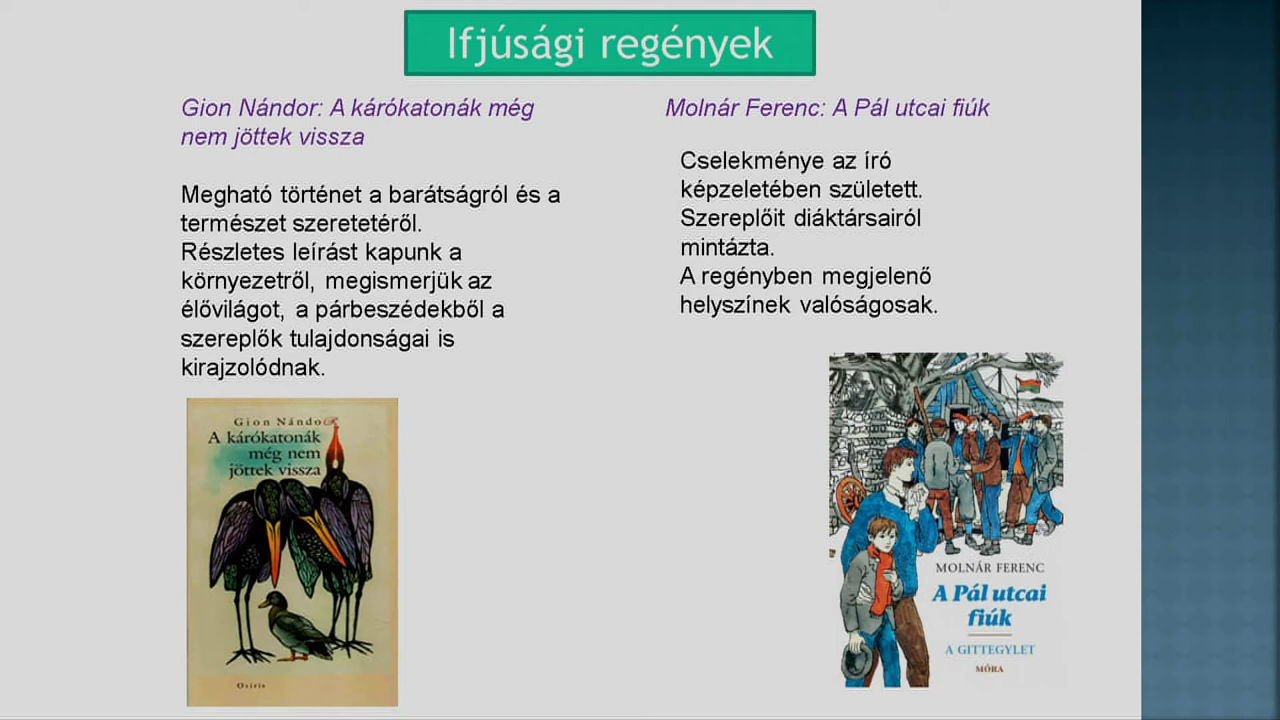 Ifjúsági regények
Gion Nándor: A kárókatonák még
nem jöttek vissza
Megható történet a barátságról és a
természet szeretetéről.
Részletes leírást kapunk a
környezetről, megismerjük az
élővilágot, a párbeszédekből a
szereplők tulajdonságai is
kirajzolódnak.
Gion Nándor
A kárókatonák
még nem
jöttek vissza
Osiris
Molnár Ferenc: A Pál utcai fiúk
Cselekménye az író
képzeletében született.
Szereplőit diáktársairól
mintázta.
A regényben megjelenő
helyszínek valóságosak.
MOLNÁR FERENC
A Pál utcai
fiúk
A GITTEGYLET
MÓRA